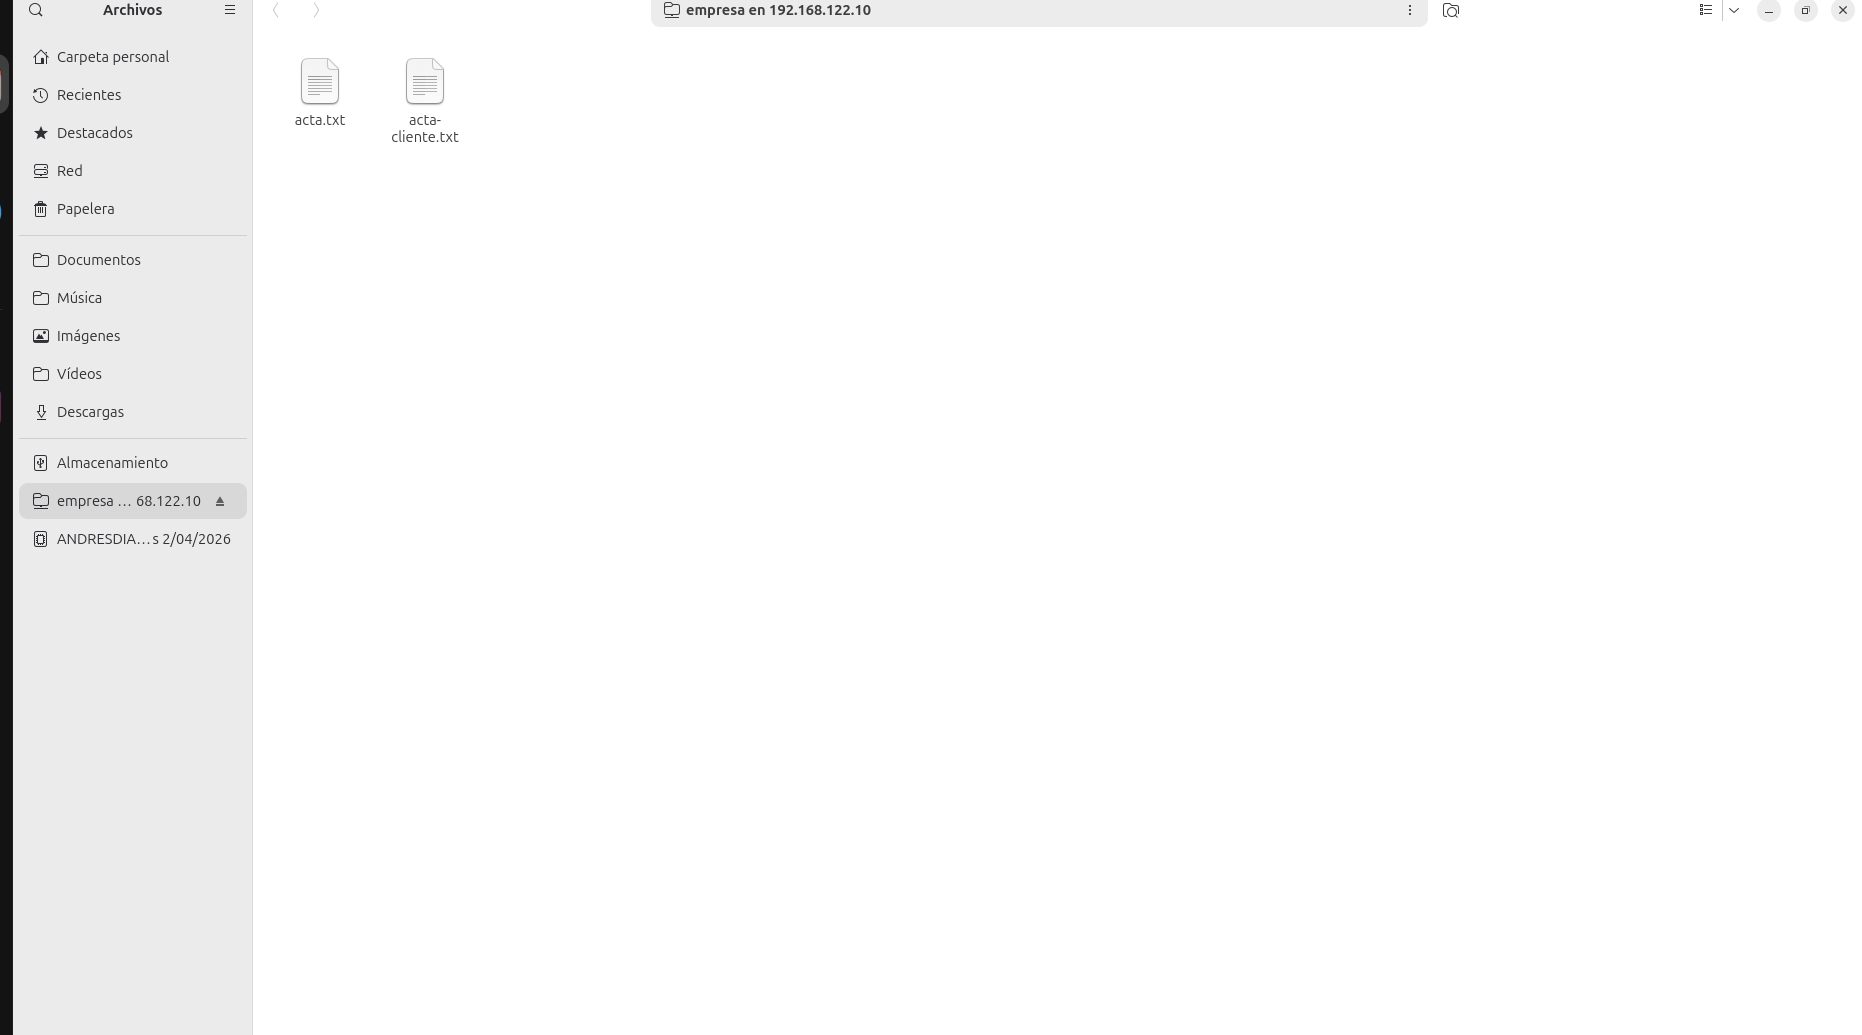 Archivos
empresa en 192.168.122.10
Carpeta personal
Recientes
Destacados
Red
Papelera
Documentos
Música
Imágenes
Vídeos
Descargas
Almacenamiento
empresa … 68.122.10
ANDRESDIA…s 2/04/2026
acta.txt
acta-
cliente.txt